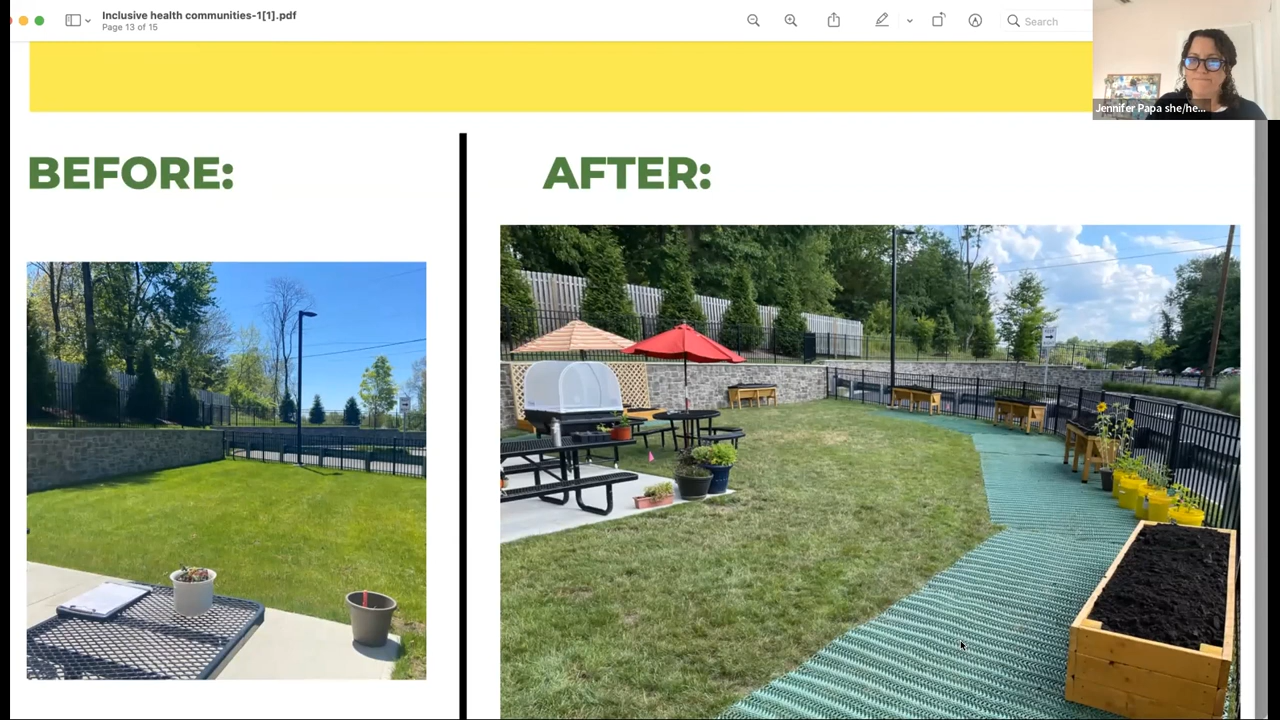 Inclusive health communities-1[1].pdf
Page 13 of 15
Search
Jennifer Papa she/he...
BEFORE:
AFTER: